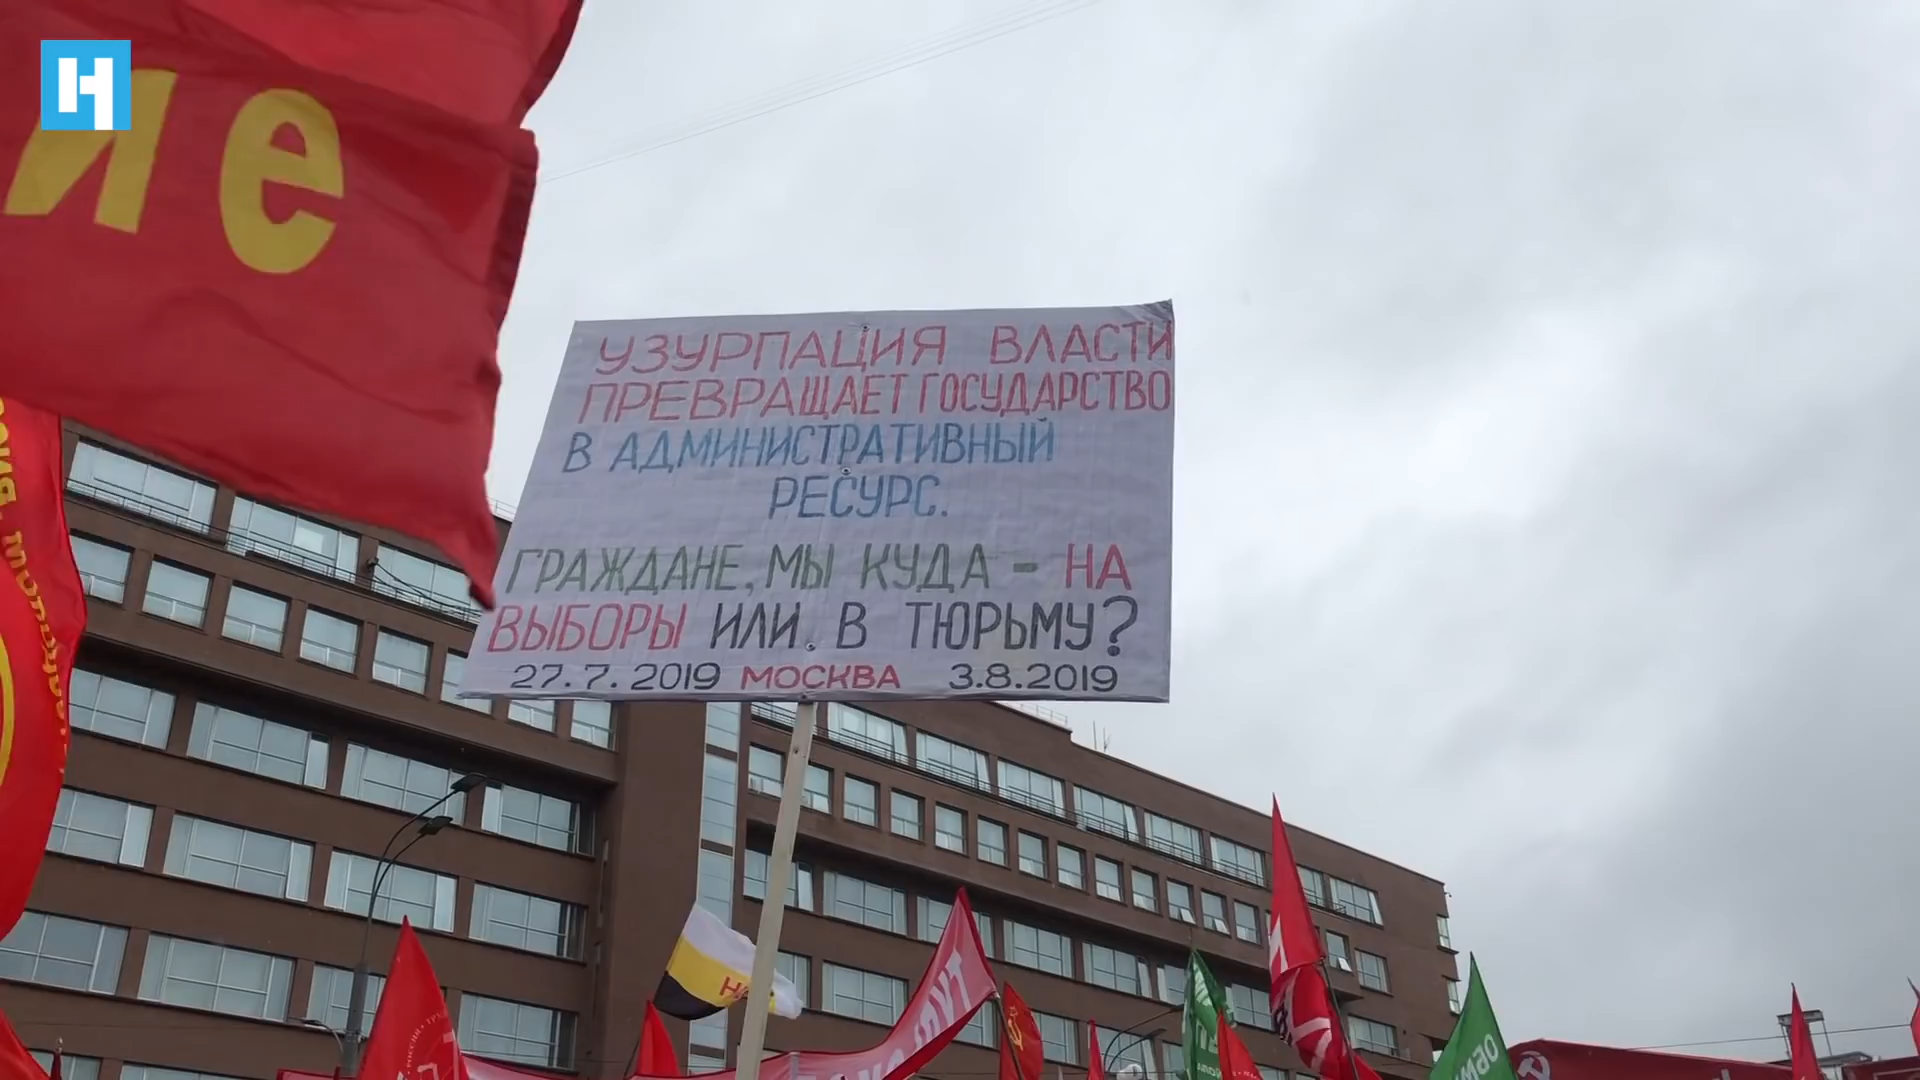 ие
УЗУРПАЦИЯ ВЛАСТИ
ПРЕВРАЩАЕТ ГОСУДАРСТВО
В АДМИНИСТРАТИВНЫЙ
РЕСУРС.
ГРАЖДАНЕ, МЫ КУДА - НА
ВЫБОРЫ ИЛИ В ТЮРЬМУ?
27.7.2019 МОСКВА 3.8.2019